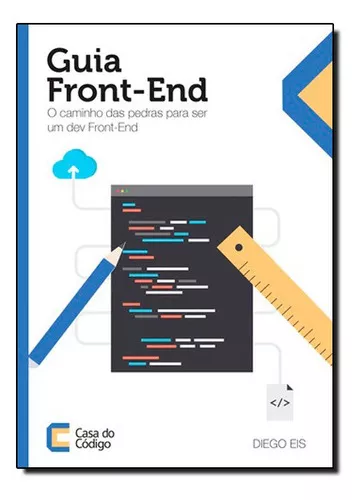 Guia
Front-End
O caminho das pedras para ser
um dev Front-End
</>
Casa do
Código
DIEGO EIS